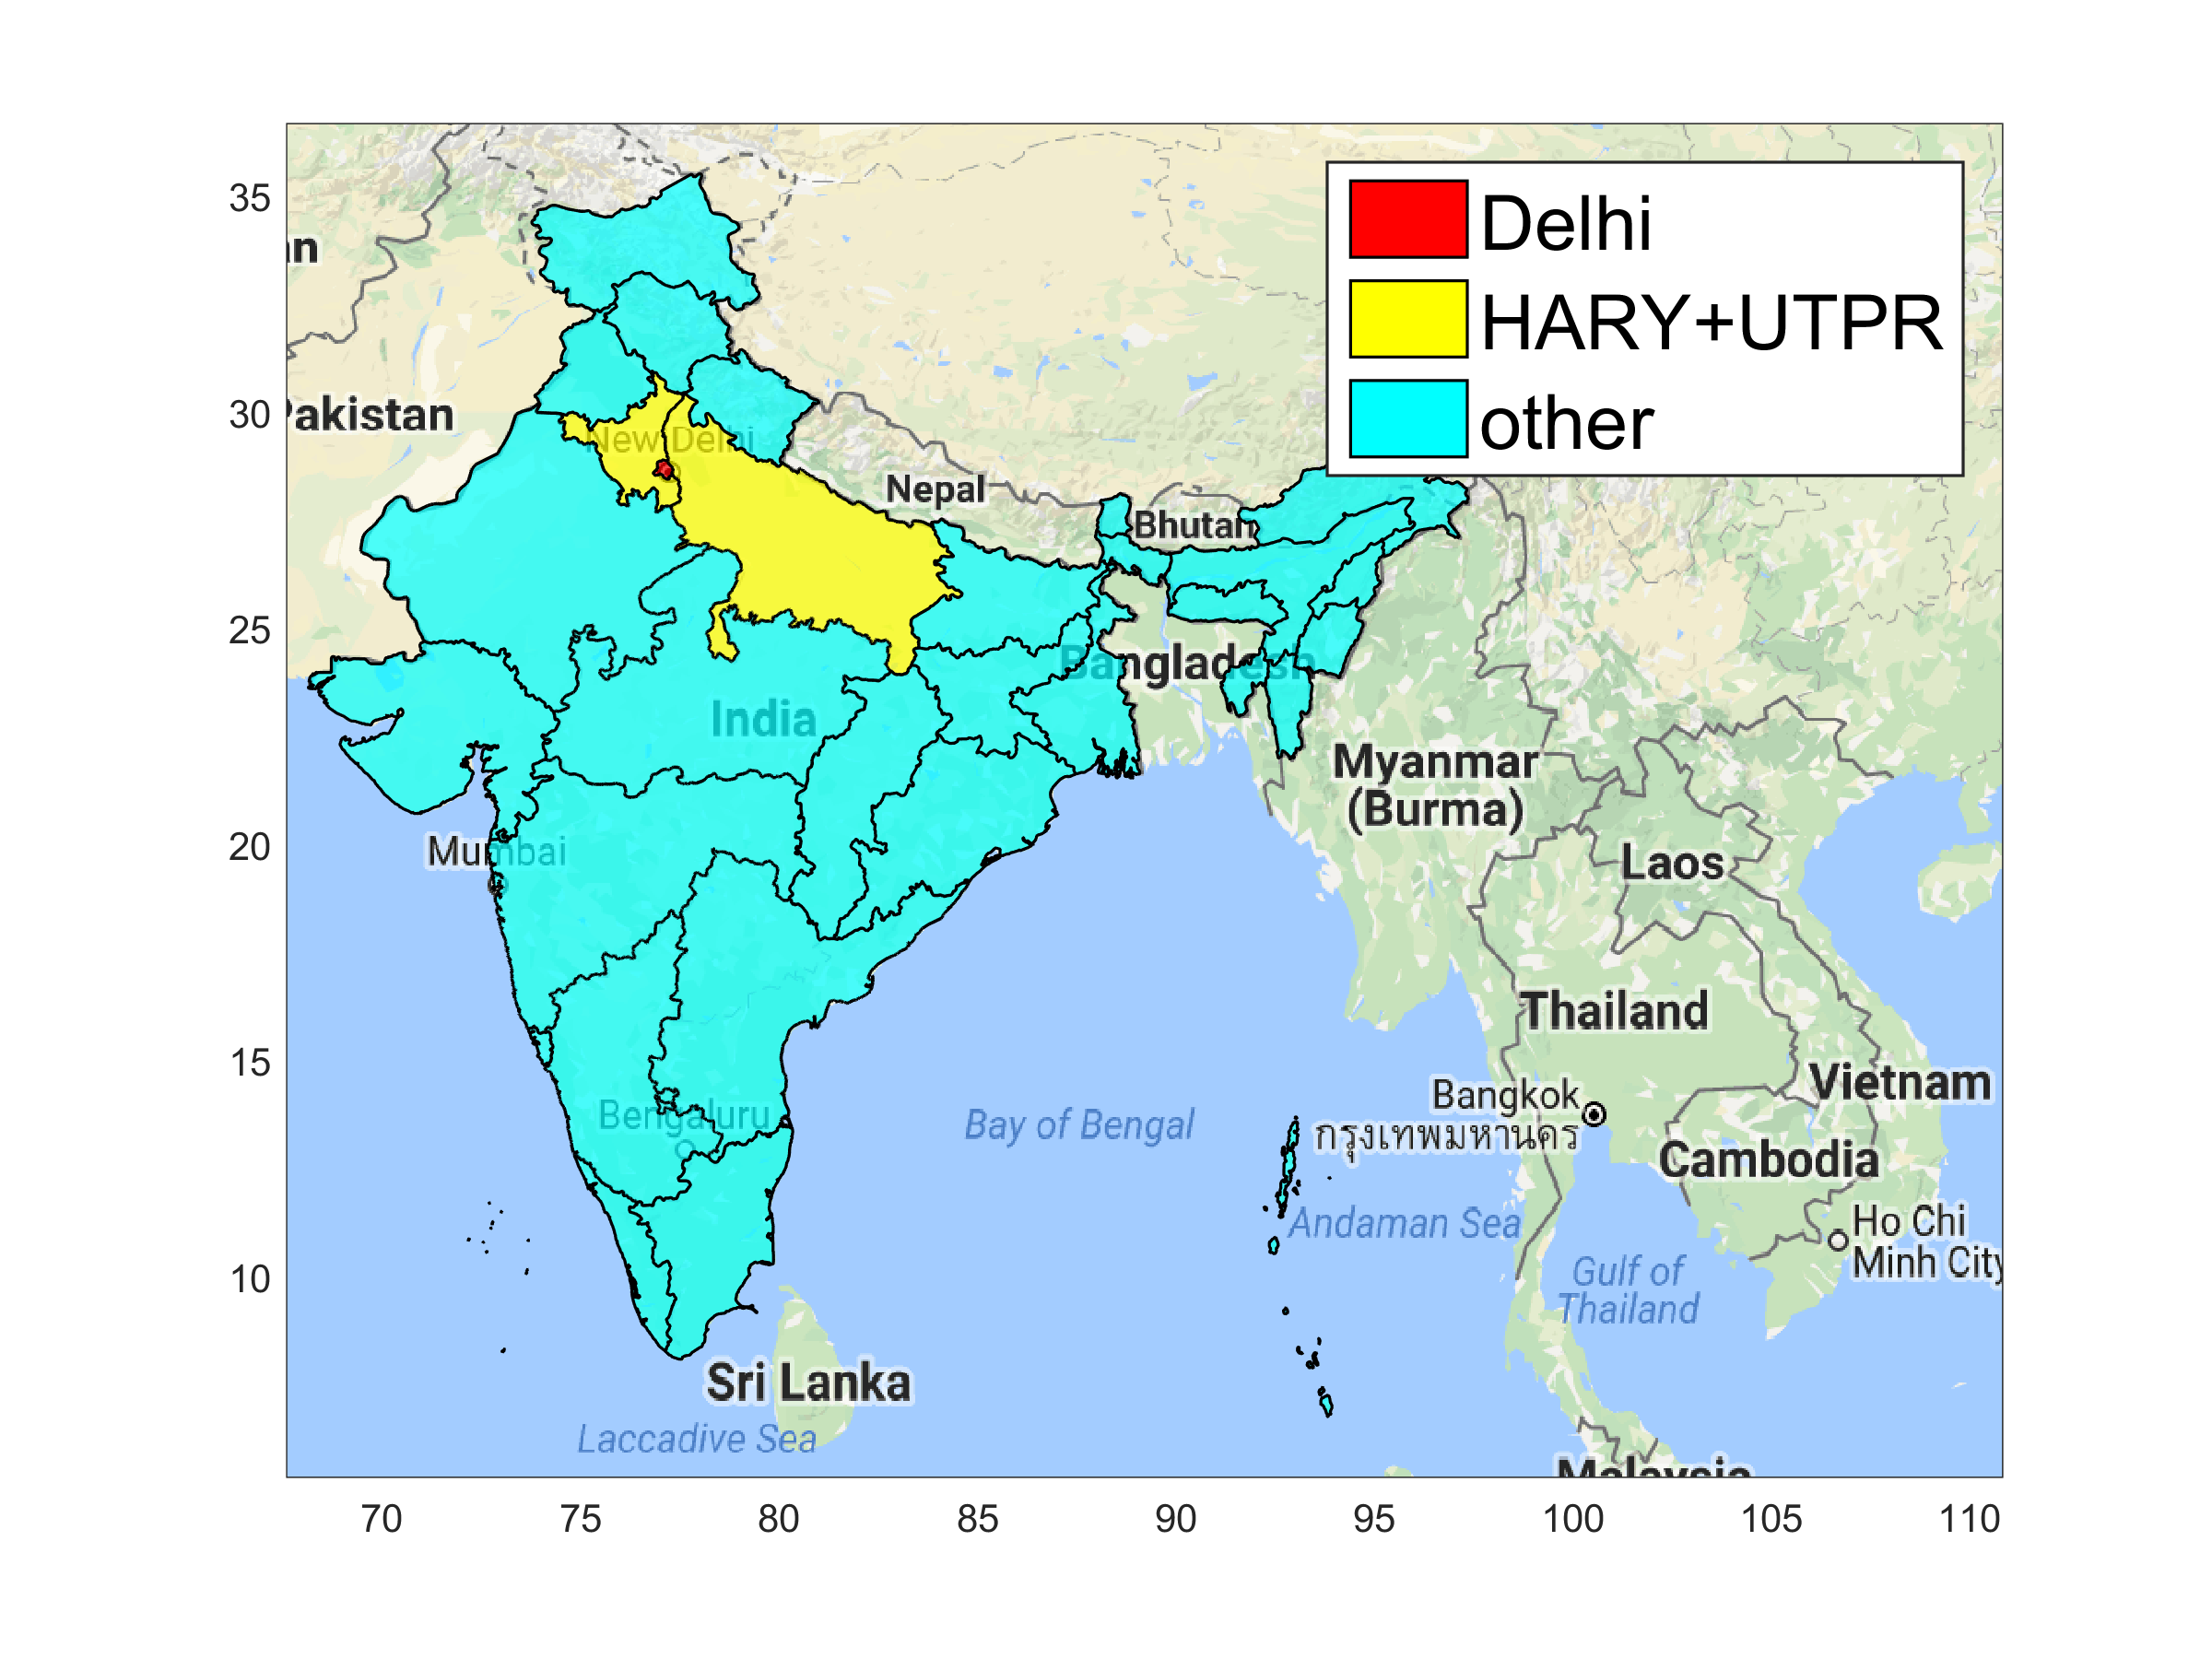 35
30
25
20
15
10
70
75
80
85
90
95
100
105
110
Delhi
HARY+UTPR
other
an
Pakistan
New Delhi
Nepal
Bhutan
Bangladesh
India
Myanmar
(Burma)
Mumbai
Laos
Thailand
Vietnam
Bengaluru
Bay of Bengal
Bangkok
กรุงเทพมหานคร
Cambodia
Andaman Sea
Ho Chi
Minh City
Gulf of
Thailand
Sri Lanka
Laccadive Sea
Malaysia